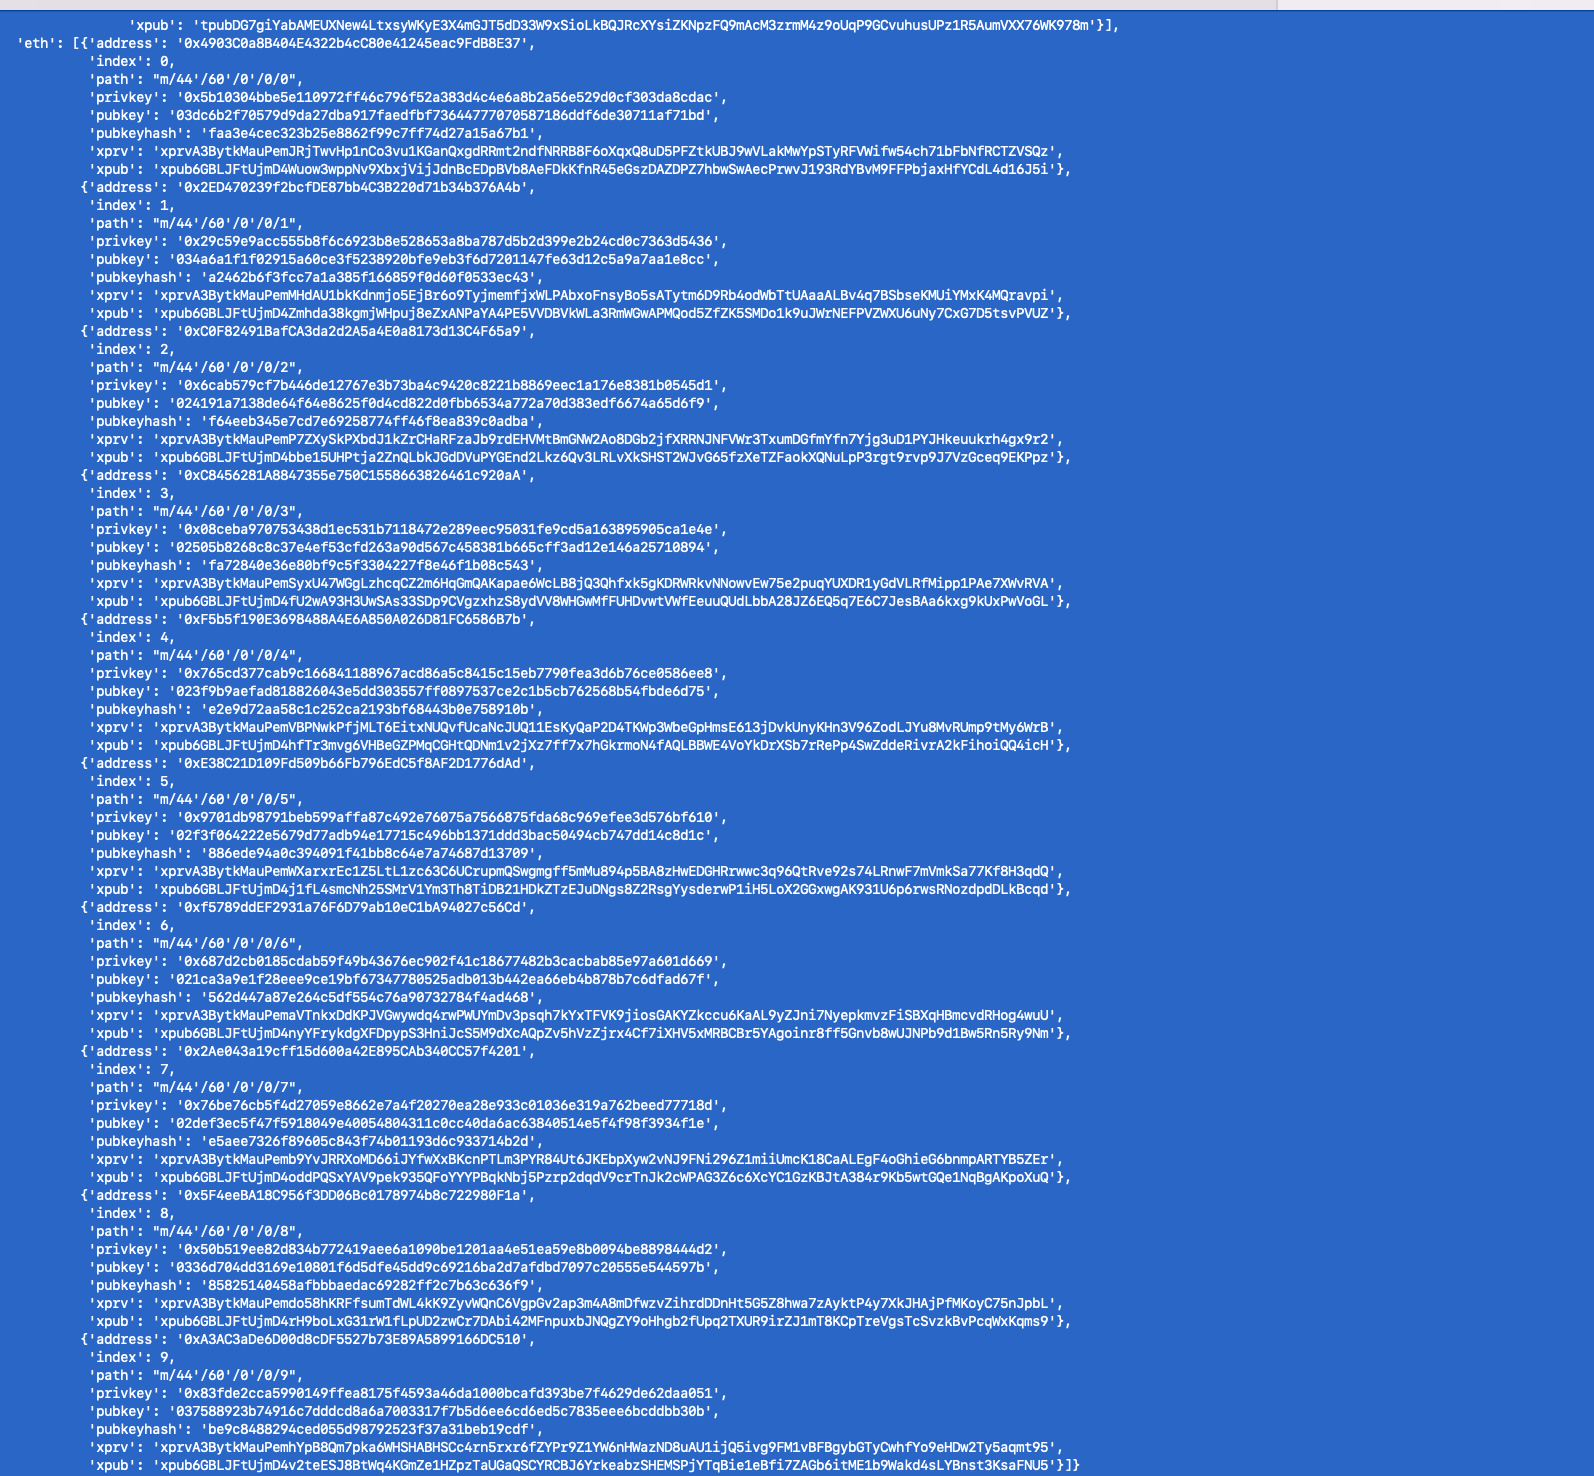 'xpub': 'tpubDG7giYabAMEUXNew4LtxsyWKyE3X4mGJT5dD33W9xSioLkBQJRcXYsiZKNpzFQ9mAcM3zrmM4z9oUqP9GCvuhusUPz1R5AumVXX76WK978m'}],
'eth': [{'address': '0x4903C0a8B404E4322b4cC80e41245eac9FdB8E37',
'index': 0,
'path': "m/44'/60'/0'/0/0",
'privkey': '0x5b10304bbe5e110972ff46c796f52a383d4c4e6a8b2a56e529d0cf303da8cdac',
'pubkey': '03dc6b2f70579d9da27dba917faedfbf73644777070587186ddf6de30711af71bd',
'pubkeyhash': 'faa3e4cec323b25e8862f99c7ff74d27a15a67b1',
'xprv': 'xprvA3BytkMauPemJRjTwvHp1nCo3vu1KGanQxgdRRmt2ndfNRRB8F6oXqxQ8uD5PFZtkUBJ9wVLakMwYpSTyRFVWifw54ch71bFbNfRCTZVSQz',
'xpub': 'xpub6GBLJFtUjmD4Wuow3wppNv9XbxjVijJdnBcEDpBVb8AeFDkKfnR45eGszDAZDPZ7hbwSwAecPrwvJ193RdYBvM9FFPbjaxHfYCdL4d16J5i'},
{'address': '0x2ED470239f2bcfDE87bb4C3B220d71b34b376A4b',
'index': 1,
'path': "m/44'/60'/0'/0/1",
'privkey': '0x29c59e9acc555b8f6c6923b8e528653a8ba787d5b2d399e2b24cd0c7363d5436',
'pubkey': '034a6a1f1f02915a60ce3f5238920bfe9eb3f6d7201147fe63d12c5a9a7aa1e8cc',
'pubkeyhash': 'a2462b6f3fcc7a1a385f166859f0d60f0533ec43',
'xprv': 'xprvA3BytkMauPemMHdAU1bkKdnmjo5EjBr6o9TyjmemfjxWLPAbxoFnsyBo5sATytm6D9Rb4odWbTtUAaaALBv4q7BSbseKMUiYMxK4MQravpi',
'xpub': 'xpub6GBLJFtUjmD4Zmhda38kgmjWHpuj8eZxANPaYA4PE5VVDBVkWLa3RmWGwAPMQod5ZfZK5SMDo1k9uJWrNEFPVZWXU6uNy7CxG7D5tsvPVUZ'},
{'address': '0xC0F82491BafCA3da2d2A5a4E0a8173d13C4F65a9',
'index': 2,
'path': "m/44'/60'/0'/0/2",
'privkey': '0x6cab579cf7b446de12767e3b73ba4c9420c8221b8869eec1a176e8381b0545d1',
'pubkey': '024191a7138de64f64e8625f0d4cd822d0fbb6534a772a70d383edf6674a65d6f9',
'pubkeyhash': 'f64eeb345e7cd7e69258774ff46f8ea839c0adba',
'xprv': 'xprvA3BytkMauPemP7ZXySkPXbdJ1kZrCHaRFzaJb9rdEHVMtBmGNW2Ao8DGb2jfXRRNJNFVWr3TxumDGfmYfn7Yjg3uD1PYJHkeuukrh4gx9r2',
'xpub': 'xpub6GBLJFtUjmD4bbe15UHPtja2ZnQLbkJGdDVuPYGEnd2Lkz6Qv3LRLvXkSHST2WJvG65fzXeTZFaokXQNuLpP3rgt9rvp9J7VzGceq9EKPpz'},
{'address': '0xC8456281A8847355e750C1558663826461c920aA',
'index': 3,
'path': "m/44'/60'/0'/0/3",
'privkey': '0x08ceba970753438d1ec531b7118472e289eec95031fe9cd5a163895905ca1e4e',
'pubkey': '02505b8268c8c37e4ef53cfd263a90d567c458381b665cff3ad12e146a25710894',
'pubkeyhash': 'fa72840e36e80bf9c5f3304227f8e46f1b08c543',
'xprv': 'xprvA3BytkMauPemSyxU47WGgLzhcqCZ2m6HqGmQAKapae6WcLB8jQ3Qhfxk5gKDRWRkvNNowvEw75e2puqYUXDR1yGdVLRfMipp1PAe7XWvRVA',
'xpub': 'xpub6GBLJFtUjmD4fU2wA93H3UwSAs33SDp9CVgzxhzS8ydVV8WHGwMfFUHDvwtVWfEeuuQUdLbbA28JZ6EQ5q7E6C7JesBAa6kxg9kUxPwVoGL'},
{'address': '0xF5b5f190E3698488A4E6A850A026D81FC6586B7b',
'index': 4,
'path': "m/44'/60'/0'/0/4",
'privkey': '0x765cd377cab9c166841188967acd86a5c8415c15eb7790fea3d6b76ce0586ee8',
'pubkey': '023f9b9aefad818826043e5dd303557ff0897537ce2c1b5cb762568b54fbde6d75',
'pubkeyhash': 'e2e9d72aa58c1c252ca2193bf68443b0e758910b',
'xprv': 'xprvA3BytkMauPemVBPNwkPfjMLT6EitxNUQvfUcaNcJUQ11EsKyQaP2D4TKWp3WbeGpHmsE613jDvkUnyKHn3V96ZodLJYu8MvRUmp9tMy6WrB',
'xpub': 'xpub6GBLJFtUjmD4hfTr3mvg6VHBeGZPMqCGHtQDNm1v2jXz7ff7x7hGkrmoN4fAQLBBWE4VoYkDrXSb7rRePp4SwZddeRivrA2kFihoiQQ4icH'},
{'address': '0xE38C21D109Fd509b66Fb796EdC5f8AF2D1776dAd',
'index': 5,
'path': "m/44'/60'/0'/0/5",
'privkey': '0x9701db98791beb599affa87c492e76075a7566875fda68c969efee3d576bf610',
'pubkey': '02f3f064222e5679d77adb94e17715c496bb1371ddd3bac50494cb747dd14c8d1c',
'pubkeyhash': '886ede94a0c394091f41bb8c64e7a74687d13709',
'xprv': 'xprvA3BytkMauPemWXarxrEc1Z5LtL1zc63C6UCrupmQSwgmgff5mMu894p5BA8zHwEDGHRrwwc3q96QtRve92s74LRnwF7mVmkSa77Kf8H3qdQ',
'xpub': 'xpub6GBLJFtUjmD4j1fL4smcNh25SMrV1Ym3Th8TiDB21HDkZTzEJuDNgs8Z2RsgYysderwP1iH5LoX2GGxwgAK931U6p6rwsRNozdpdDLkBcqd'},
{'address': '0xf5789ddEF2931a76F6D79ab10eC1bA94027c56Cd',
'index': 6,
'path': "m/44'/60'/0'/0/6",
'privkey': '0x687d2cb0185cdab59f49b43676ec902f41c18677482b3cacbab85e97a601d669',
'pubkey': '021ca3a9e1f28eee9ce19bf67347780525adb013b442ea66eb4b878b7c6dfad67f',
'pubkeyhash': '562d447a87e264c5df554c76a90732784f4ad468',
'xprv': 'xprvA3BytkMauPemaVTnkxDdKPJVGwywdq4rwPWUYmDv3psqh7kYxTFVK9jiosGAKYZkccu6KaAL9yZJni7NyepkmvzFiSBXqHBmcvdRHog4wuU',
'xpub': 'xpub6GBLJFtUjmD4nyYFrykdgXFDpypS3HniJcS5M9dXcAQpZv5hVzZjrx4Cf7iXHV5xMRBCBr5YAgoinr8ff5Gnvb8wUJNPb9d1Bw5Rn5Ry9Nm'},
{'address': '0x2Ae043a19cff15d600a42E895CAb340CC57f4201',
'index': 7,
'path': "m/44'/60'/0'/0/7",
'privkey': '0x76be76cb5f4d27059e8662e7a4f20270ea28e933c01036e319a762beed77718d',
'pubkey': '02def3ec5f47f5918049e40054804311c0cc40da6ac63840514e5f4f98f3934f1e',
'pubkeyhash': 'e5aee7326f89605c843f74b01193d6c933714b2d',
'xprv': 'xprvA3BytkMauPemb9YvJRRXoMD66iJYfwXxBKcnPTLm3PYR84Ut6JKEbpXyw2vNJ9FNi296Z1miiUmcK18CaALEgF4oGhieG6bnmpARTYB5ZEr',
'xpub': 'xpub6GBLJFtUjmD4oddPQSxYAV9pek935QFoYYYPBqkNbj5Pzrp2dqdV9crTnJk2cWPAG3Z6c6XcYC1GzKBJtA384r9Kb5wtGQe1NqBgAKpoXuQ'},
{'address': '0x5F4eeBA18C956f3DD06Bc0178974b8c722980F1a',
'index': 8,
'path': "m/44'/60'/0'/0/8",
'privkey': '0x50b519ee82d834b772419aee6a1090be1201aa4e51ea59e8b0094be8898444d2',
'pubkey': '0336d704dd3169e10801f6d5dfe45dd9c69216ba2d7afdbd7097c20555e544597b',
'pubkeyhash': '85825140458afbbbaedac69282ff2c7b63c636f9',
'xprv': 'xprvA3BytkMauPemdo58hKRFfsumTdWL4kK9ZyvWQnC6VgpGv2ap3m4A8mDfwzvZihrdDDnHt5G5Z8hwa7zAyktP4y7XkJHAjPfMKoyC75nJpbL',
'xpub': 'xpub6GBLJFtUjmD4rH9boLxG31rW1fLpUD2zwCr7DAbi42MFnpuxbJNQgZY9oHhgb2fUpq2TXUR9irZJ1mT8KCpTreVgsTcSvzkBvPcqWxKqms9'},
{'address': '0xA3AC3aDe6D00d8cDF5527b73E89A5899166DC510',
'index': 9,
'path': "m/44'/60'/0'/0/9",
'privkey': '0x83fde2cca5990149ffea8175f4593a46da1000bcafd393be7f4629de62daa051',
'pubkey': '037588923b74916c7dddcd8a6a7003317f7b5d6ee6cd6ed5c7835eee6bcddbb30b',
'pubkeyhash': 'be9c8488294ced055d98792523f37a31beb19cdf',
'xprv': 'xprvA3BytkMauPemhYpB8Qm7pka6WHSHABHSCc4rn5rxr6fZYPr9Z1YW6nHWazND8uAU1ijQ5ivg9FM1vBFBgybGTyCwhfYo9eHDw2Ty5aqmt95',
'xpub': 'xpub6GBLJFtUjmD4v2teESJ8BtWq4KGmZe1HZpzTaUGaQSCYRCBJ6YrkeabzSHEMSPjYTqBie1eBfi7ZAGb6itME1b9Wakd4sLYBnst3KsaFNU5'}]}